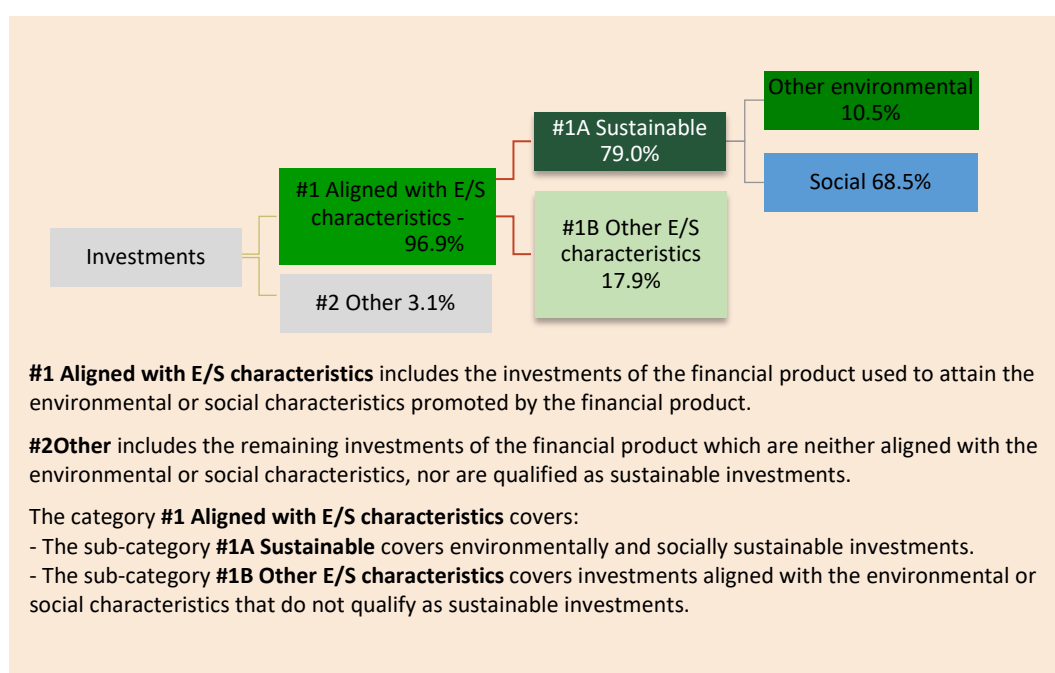 Other environmental
10.5%
#1A Sustainable
79.0%
Social 68.5%
#1 Aligned with E/S
characteristics -
96.9%
#1B Other E/S
characteristics
17.9%
Investments
#2 Other 3.1%
#1 Aligned with E/S characteristics includes the investments of the financial product used to attain the
environmental or social characteristics promoted by the financial product.
#2Other includes the remaining investments of the financial product which are neither aligned with the
environmental or social characteristics, nor are qualified as sustainable investments.
The category #1 Aligned with E/S characteristics covers:
- The sub-category #1A Sustainable covers environmentally and socially sustainable investments.
- The sub-category #1B Other E/S characteristics covers investments aligned with the environmental or
social characteristics that do not qualify as sustainable investments.